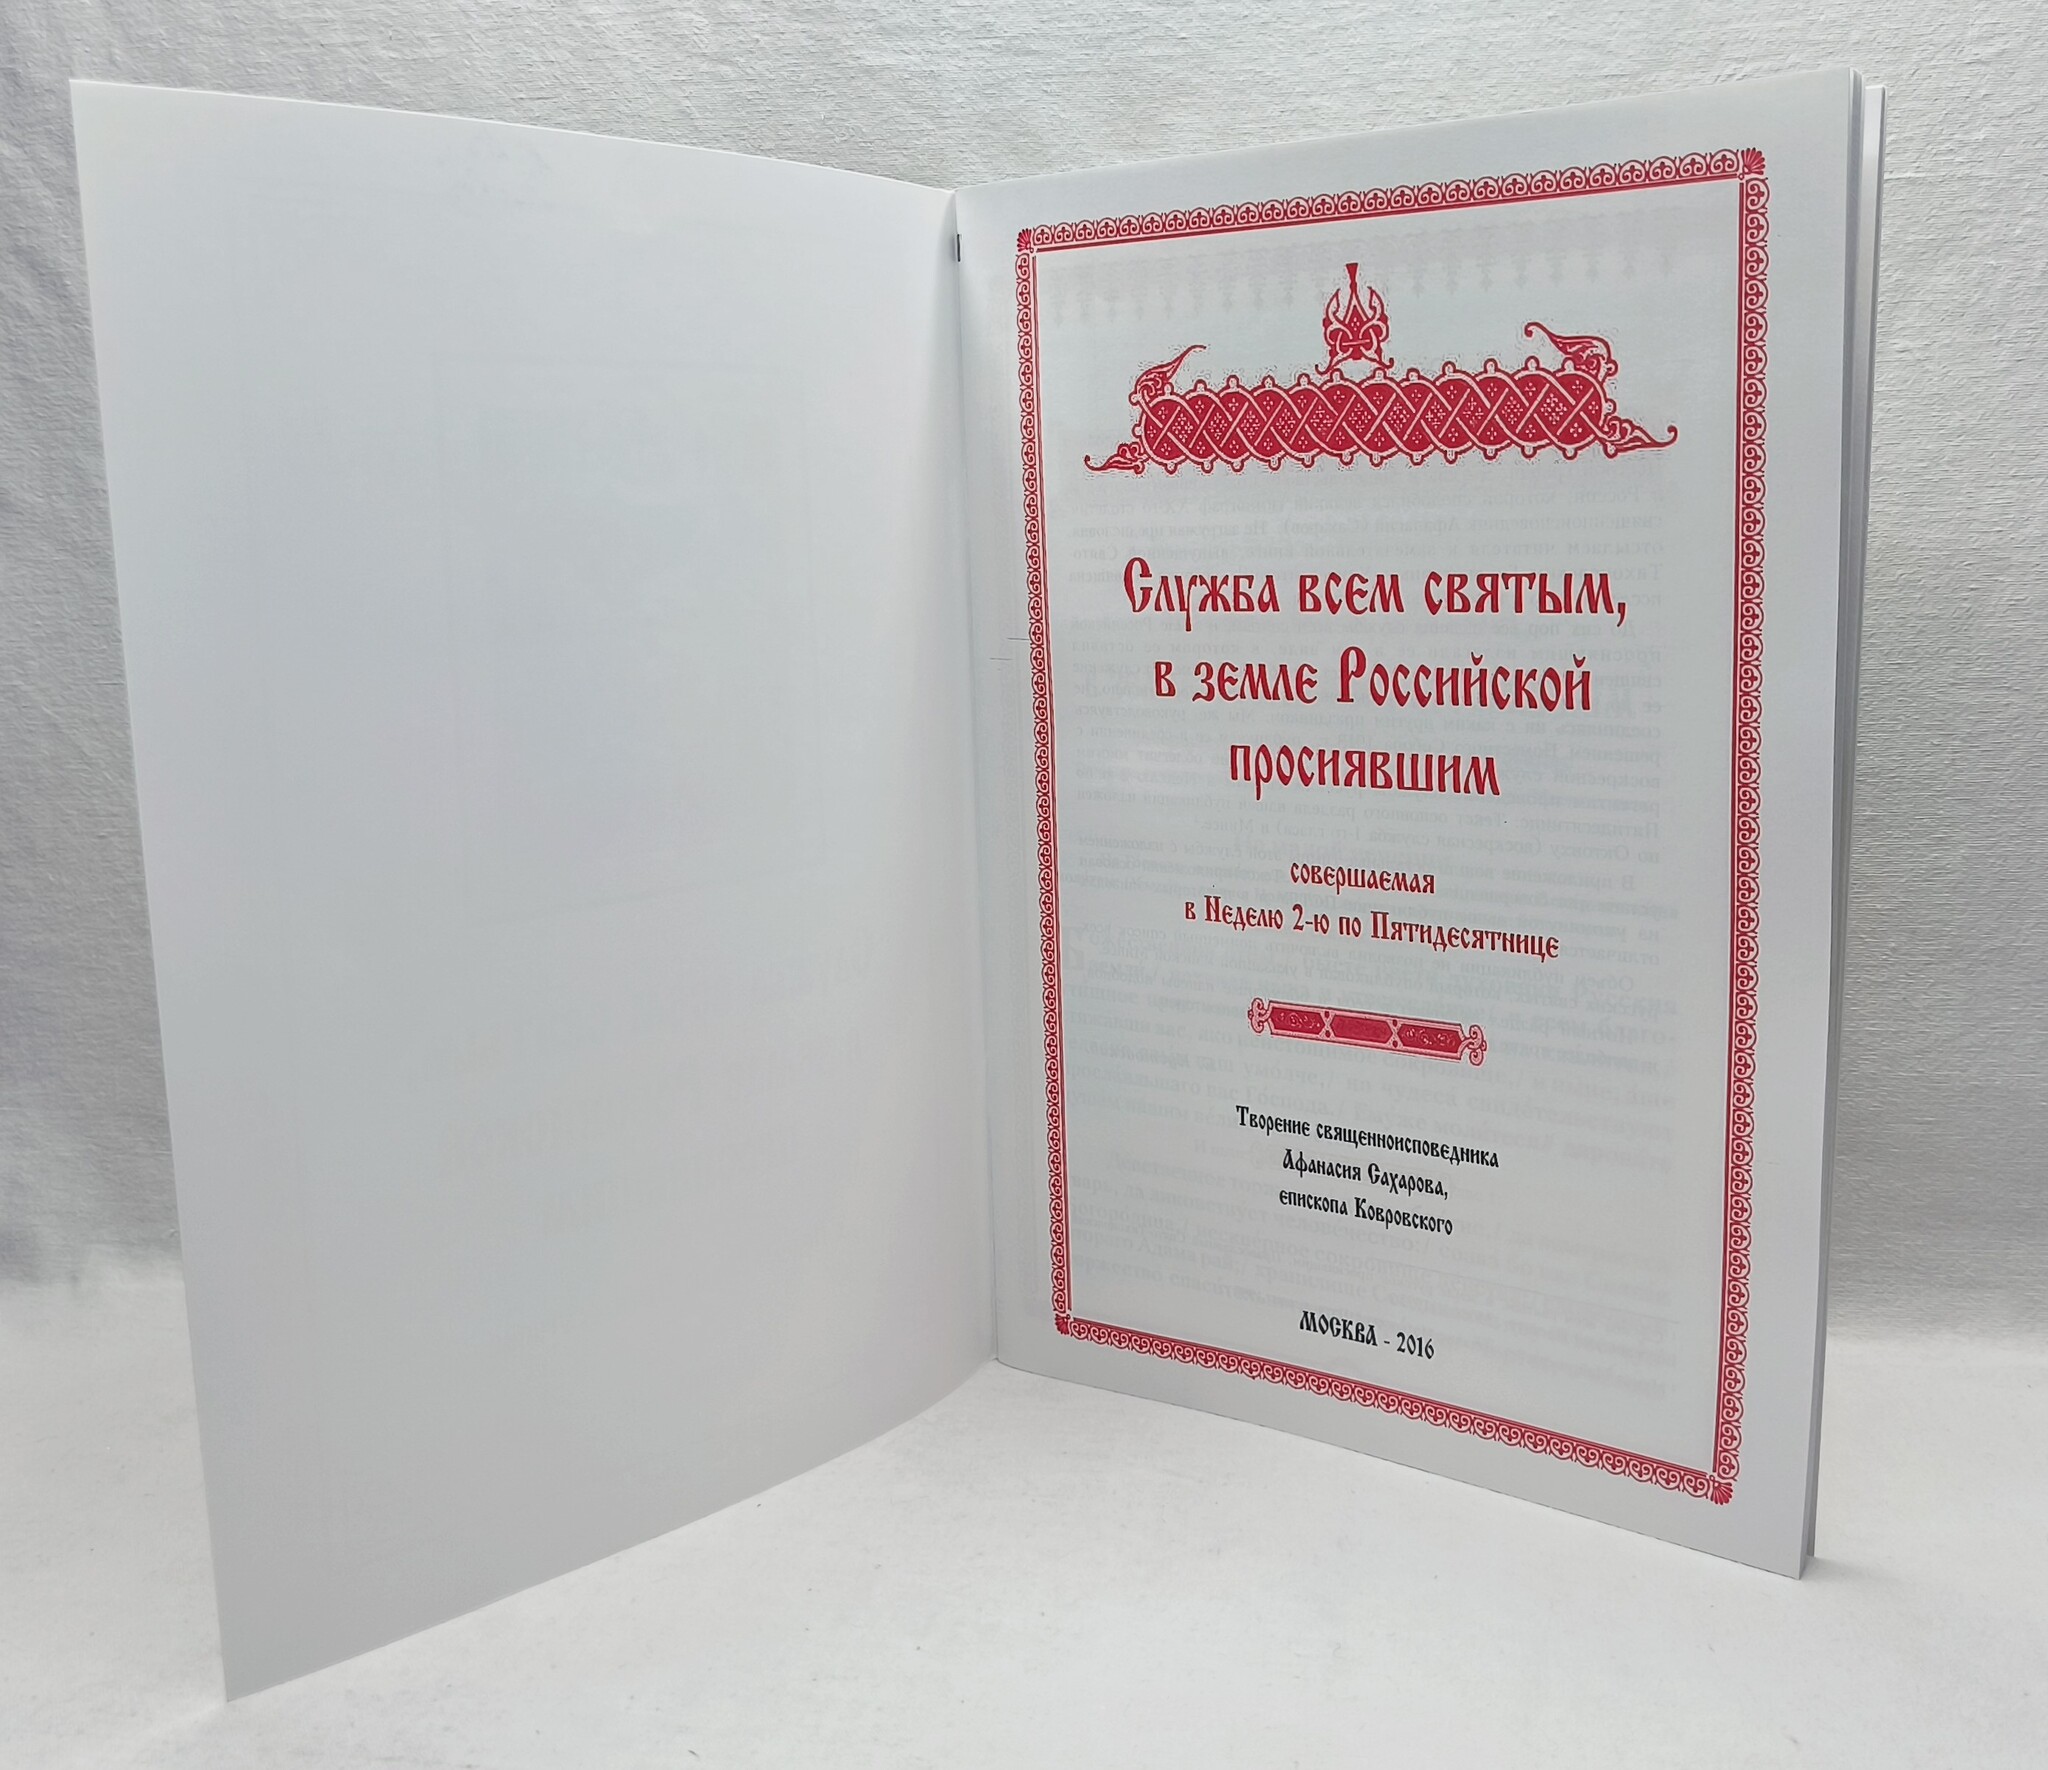 Служба всем святым,
в земле Российской
просиявшим
совершаемая
в Неделю 2-ю по Пятидесятнице
Творение священноисповедника
Афанасия Сахарова,
епископа Ковровского
МОСКВА - 2016